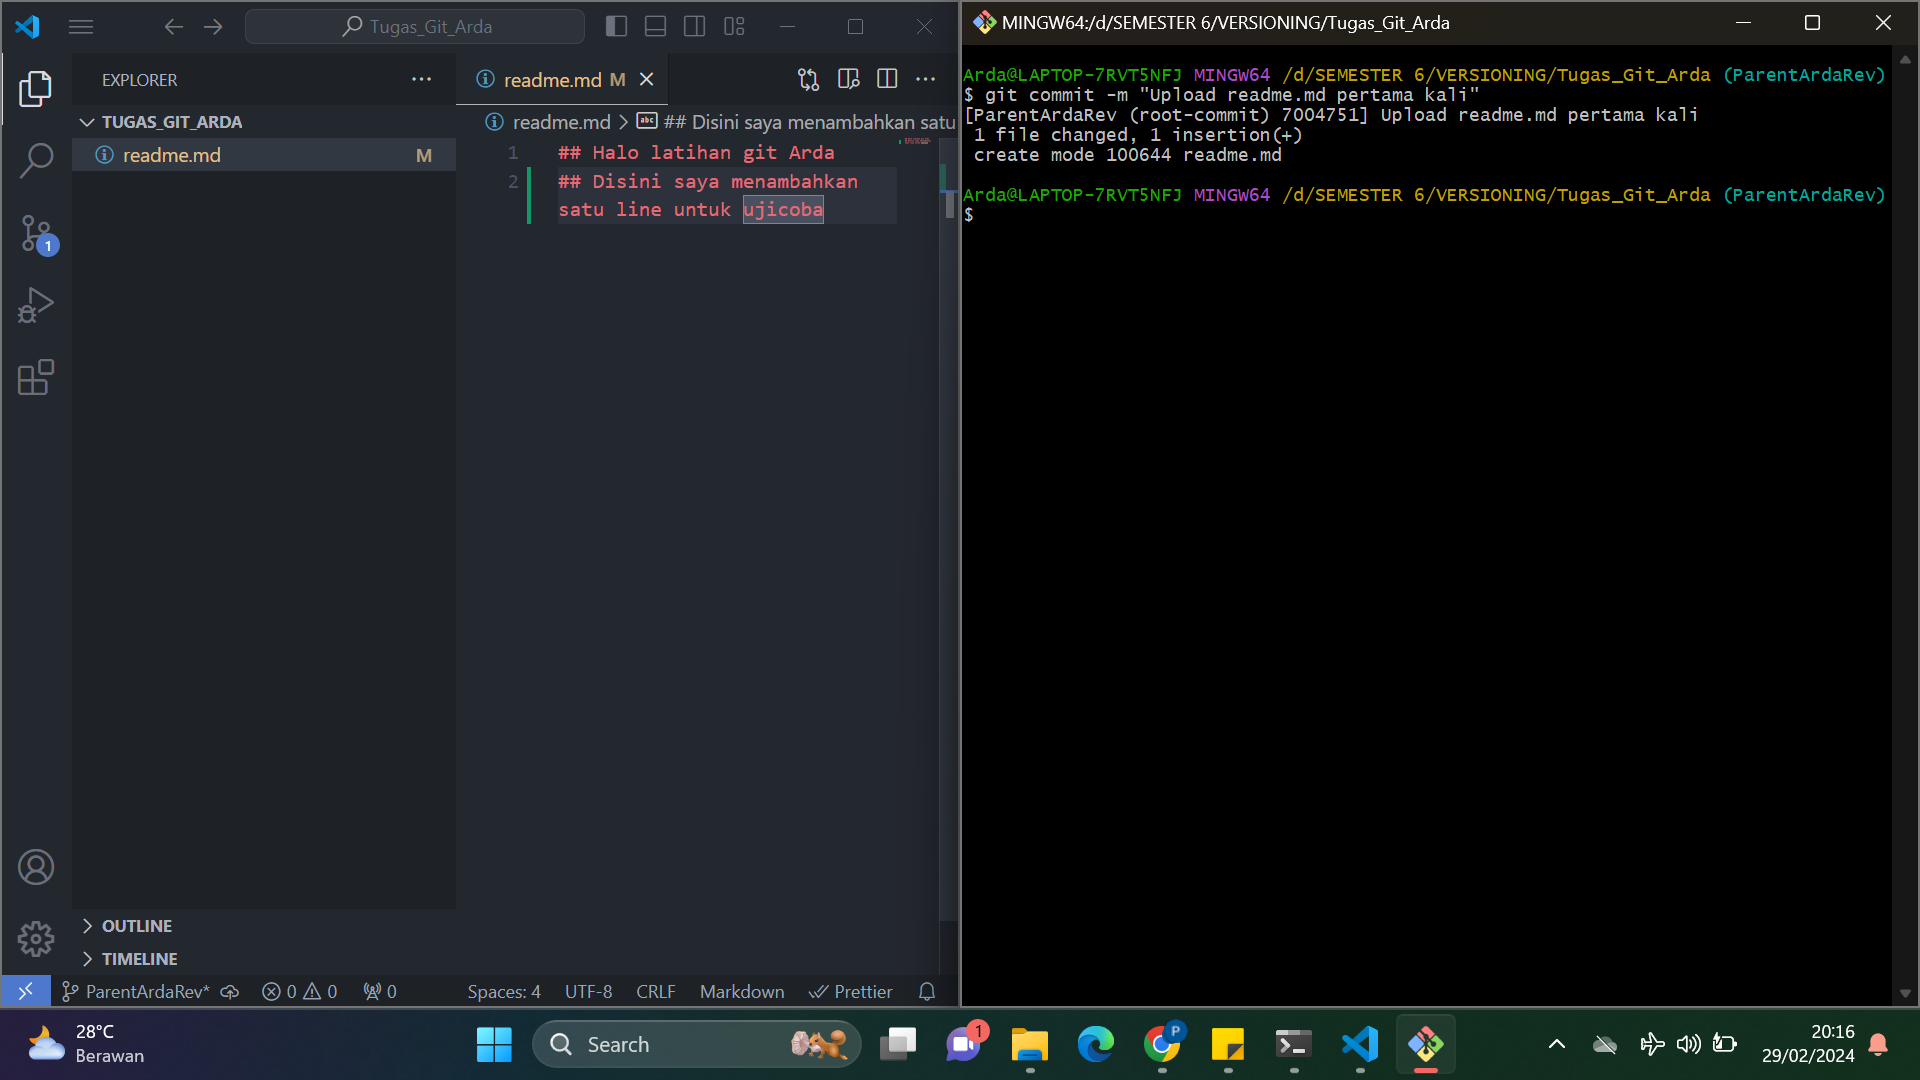 Tugas_Git_Arda
EXPLORER
TUGAS_GIT_ARDA
readme.md M
1
OUTLINE
TIMELINE
readme.md M
readme.md > ## Disini saya menambahkan satu
1 ## Halo latihan git Arda
2 ## Disini saya menambahkan
satu line untuk ujicoba
ParentArdaRev* 0 0 0 Spaces: 4 UTF-8 CRLF Markdown Prettier
MINGW64:/d/SEMESTER 6/VERSIONING/Tugas_Git_Arda
Arda@LAPTOP-7RVT5NFJ MINGW64 /d/SEMESTER 6/VERSIONING/Tugas_Git_Arda (ParentArdaRev)
$ git commit -m "Upload readme.md pertama kali"
[ParentArdaRev (root-commit) 7004751] Upload readme.md pertama kali
1 file changed, 1 insertion(+)
create mode 100644 readme.md
Arda@LAPTOP-7RVT5NFJ MINGW64 /d/SEMESTER 6/VERSIONING/Tugas_Git_Arda (ParentArdaRev)
$
28°C
Berawan
Search
1
P
20:16
29/02/2024